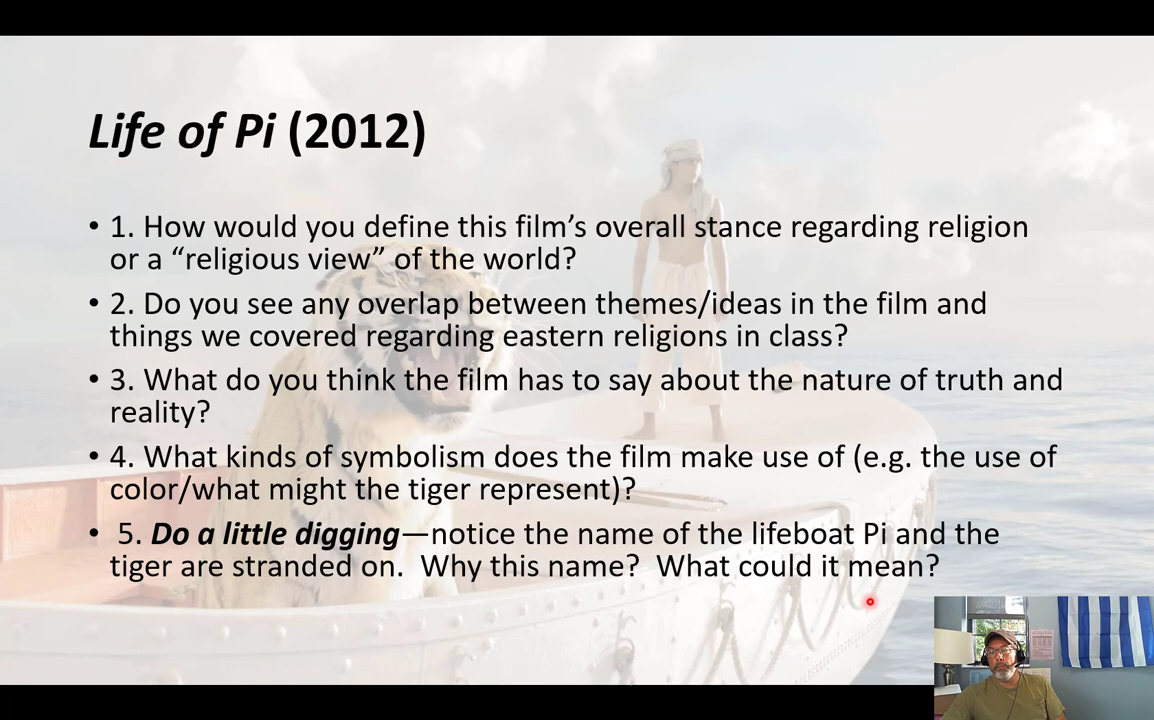 Life of Pi (2012)
• 1. How would you define this film’s overall stance regarding religion
or a “religious view” of the world?
• 2. Do you see any overlap between themes/ideas in the film and
things we covered regarding eastern religions in class?
• 3. What do you think the film has to say about the nature of truth and
reality?
• 4. What kinds of symbolism does the film make use of (e.g. the use of
color/what might the tiger represent)?
• 5. Do a little digging—notice the name of the lifeboat Pi and the
tiger are stranded on.  Why this name?  What could it mean?